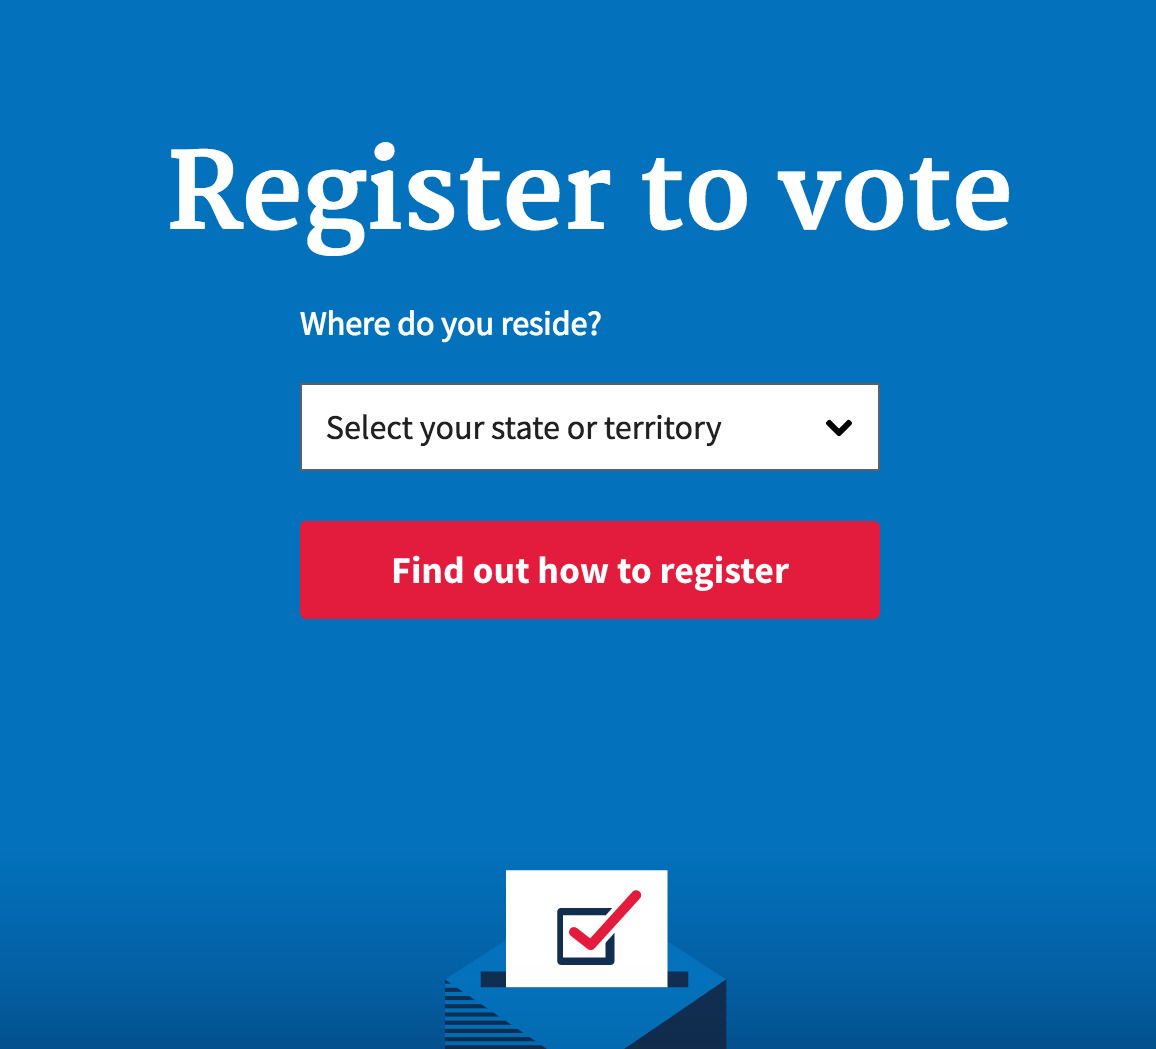 Register to vote
Where do you reside?
Select your state or territory
Find out how to register